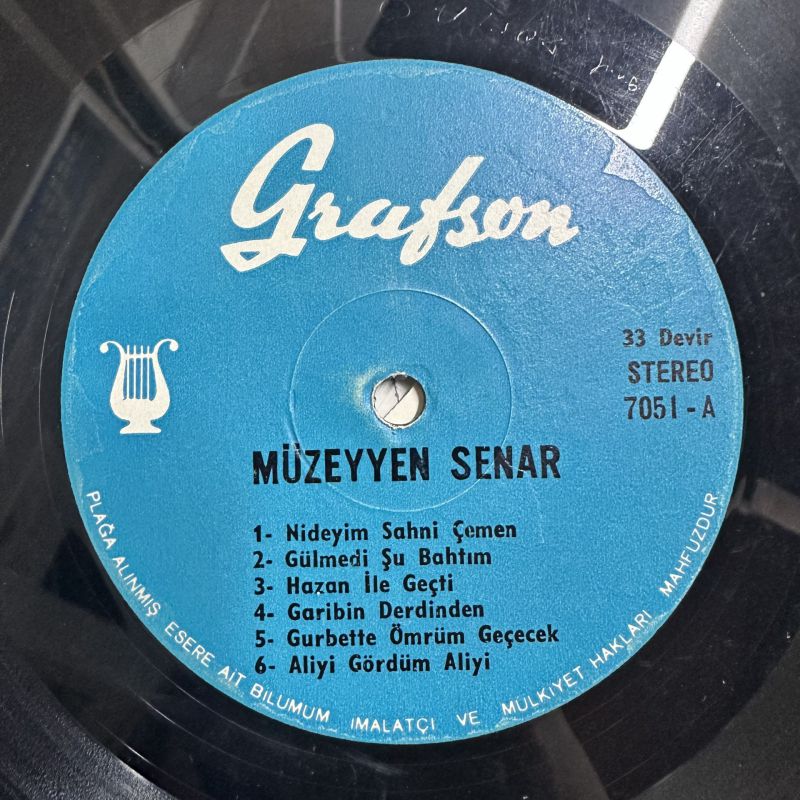 Grafson
33 Devir
STEREO
7051-A
MÜZEYYEN SENAR
1- Nideyim Sahni Çemen
2- Gülmedi Şu Bahtım
3- Hazan İle Geçti
4- Garibin Derdinden
5- Gurbette Ömrüm Geçecek
6- Aliyi Gördüm Aliyi
PLAĞA ALINMIŞ ESERE AİT BİLUMUM İMALATÇI VE MÜLKİYET HAKLARI MAHFUZDUR